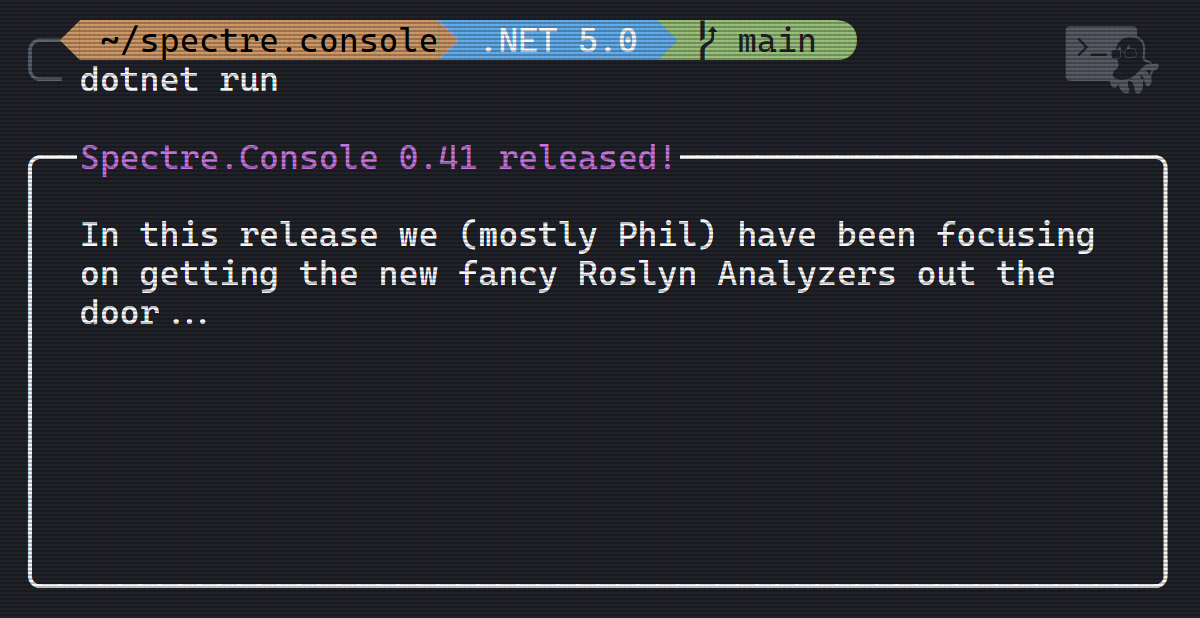 ~/spectre.console .NET 5.0 main
dotnet run
Spectre.Console 0.41 released!
In this release we (mostly Phil) have been focusing
on getting the new fancy Roslyn Analyzers out the
door...